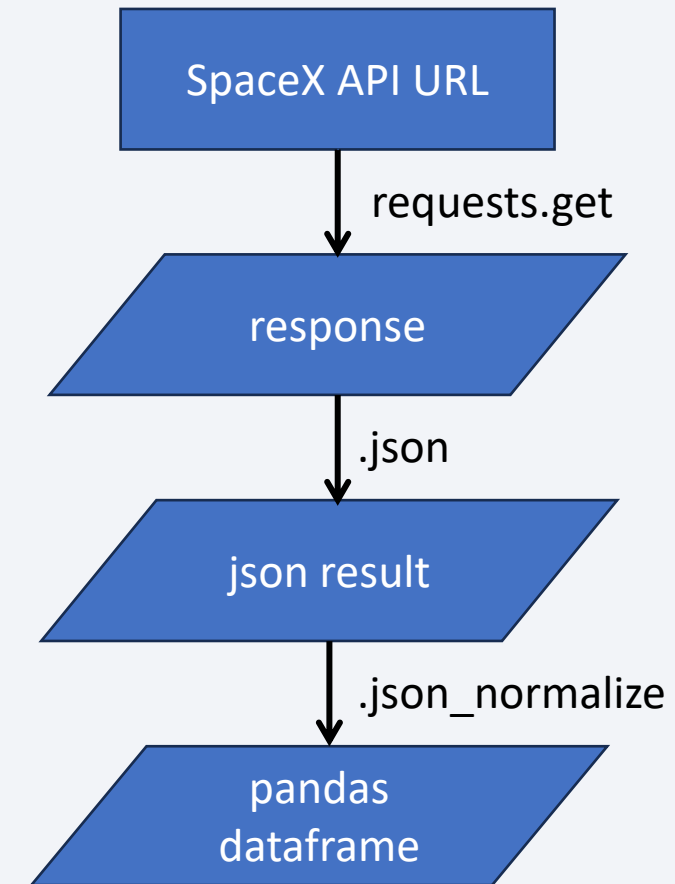 SpaceX API URL
requests.get
response
.json
json result
.json_normalize
pandas
dataframe